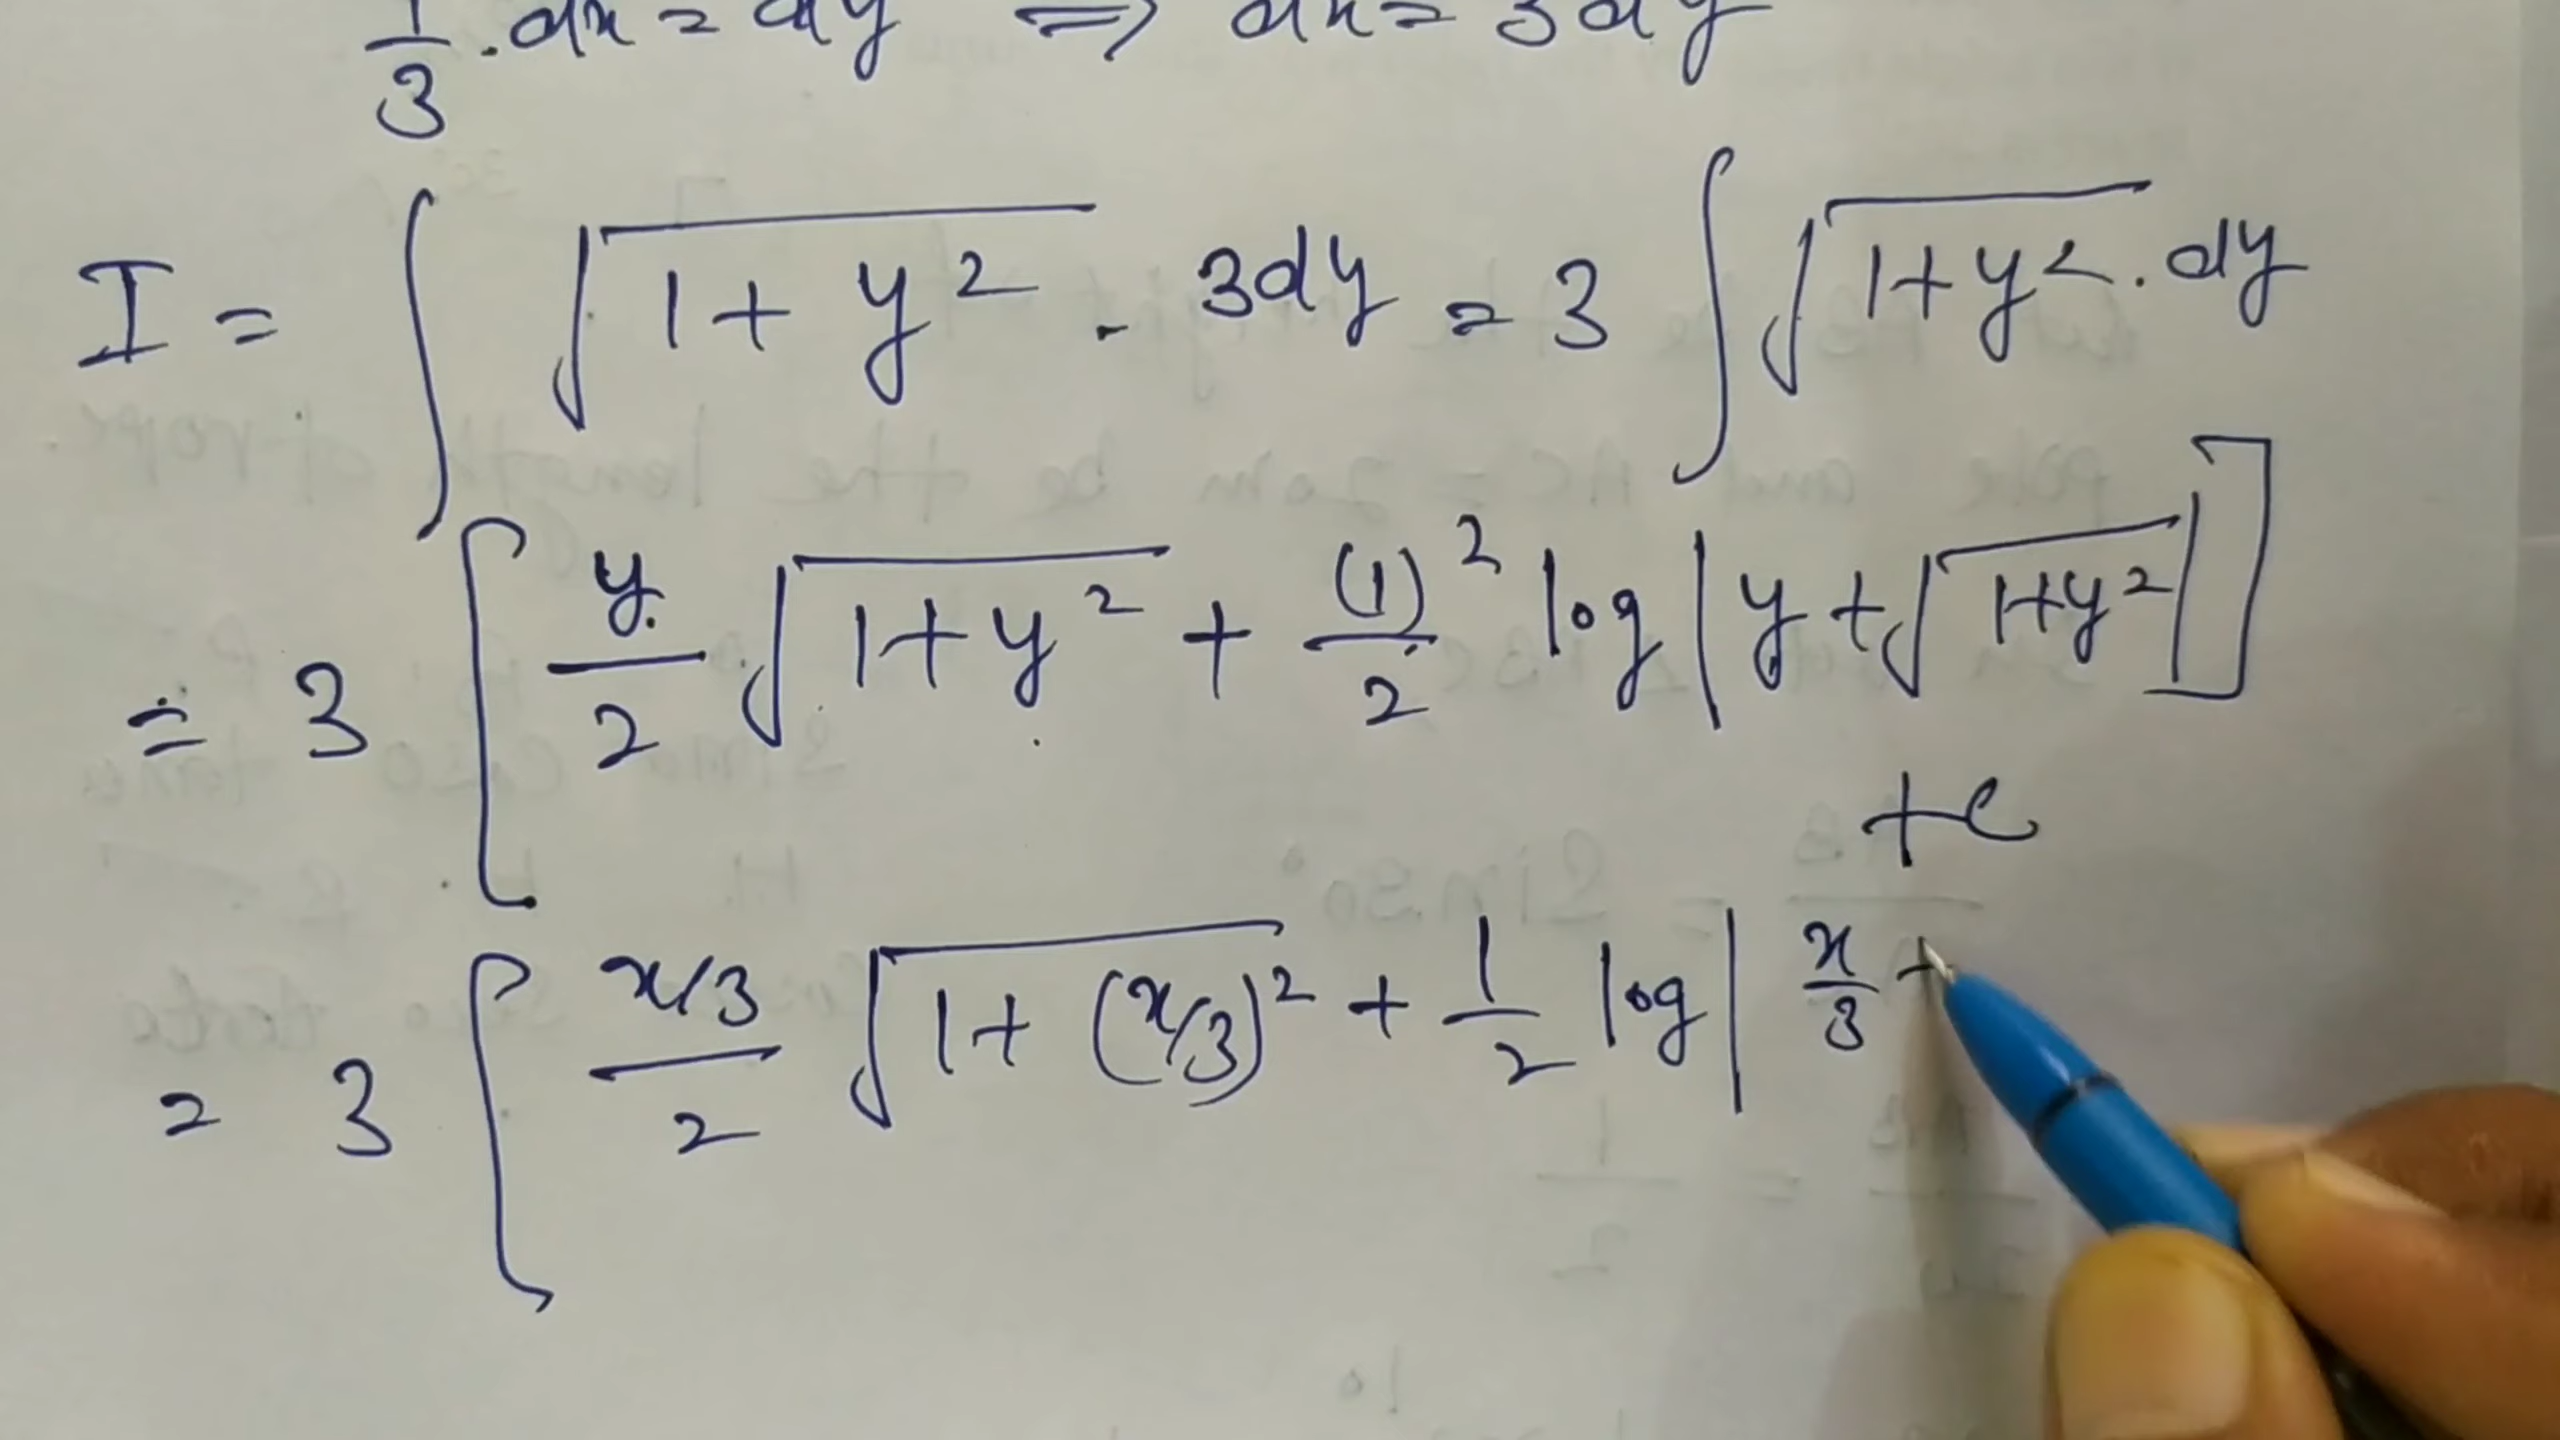 1/3 . dx = dy ⇒ dx = 3dy
I = ∫ √(1 + y²) . 3dy = 3 ∫ √(1+y²) . dy
= 3 [ y/2 √(1+y²) + (1)²/2 log | y + √(1+y²) | ]
+c
= 3 [ (x/3)/2 √(1 + (x/3)²) + 1/2 log | x/3 +